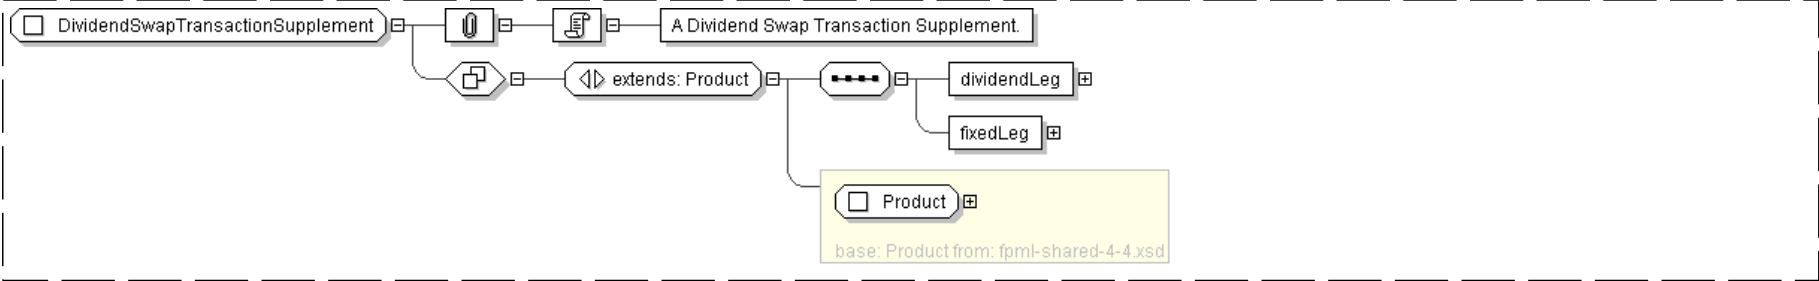 DividendSwapTransactionSupplement
A Dividend Swap Transaction Supplement.
extends: Product
dividendLeg
fixedLeg
Product
base: Product from: fpml-shared-4-4.xsd